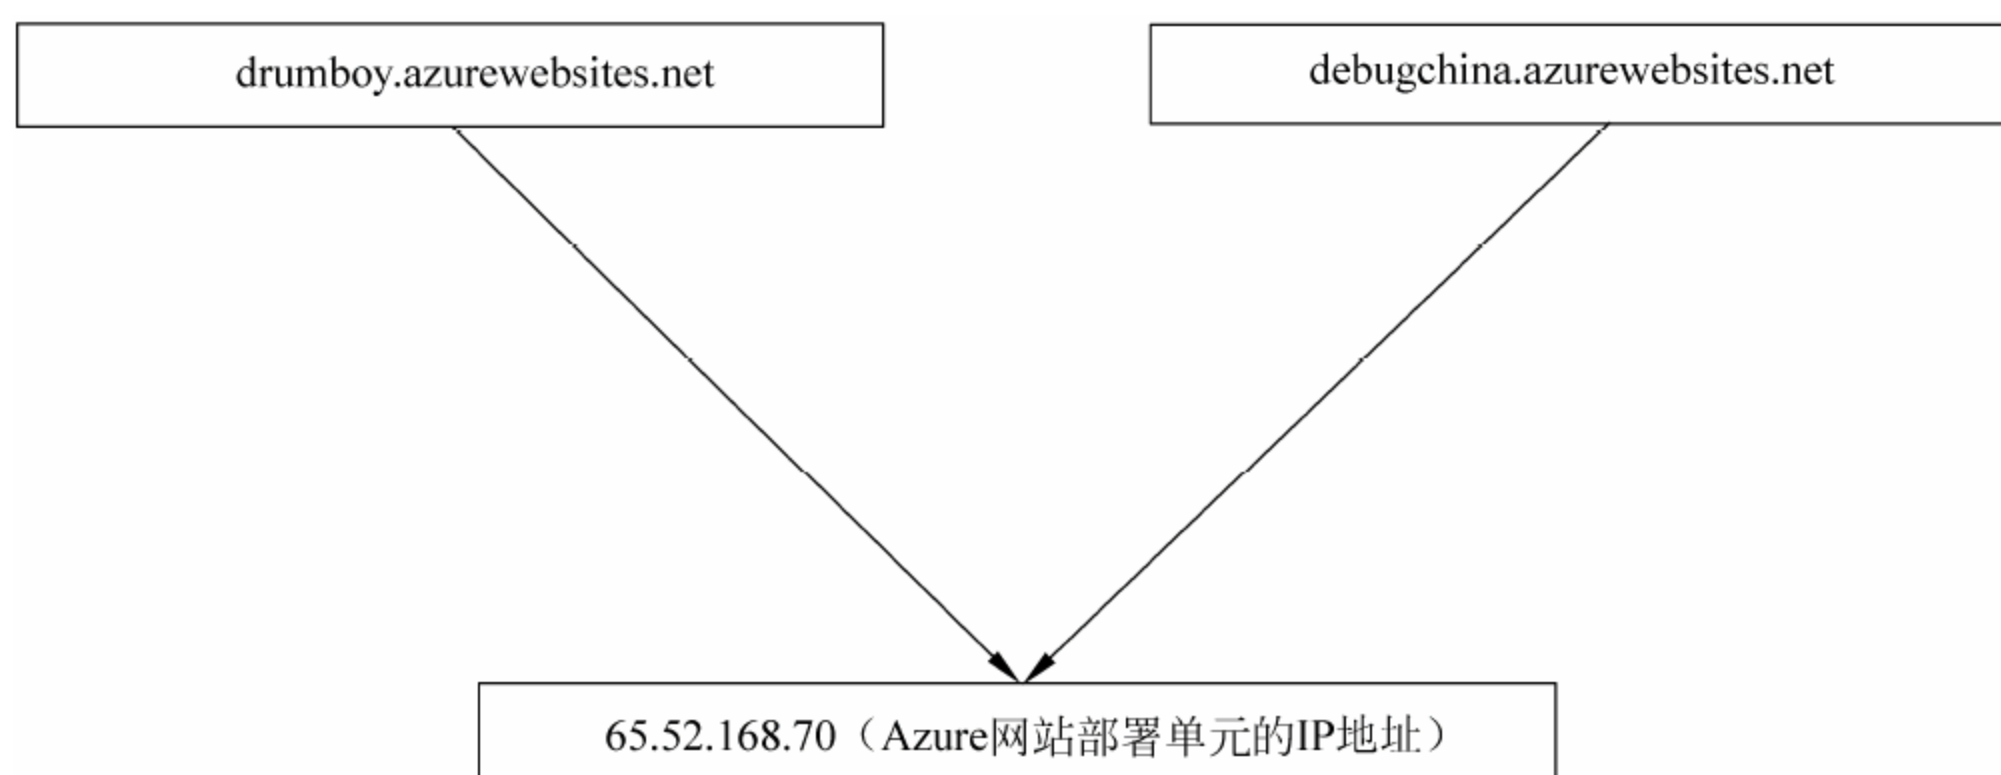 drumboy.azurewebsites.net
debugchina.azurewebsites.net
65.52.168.70（Azure网站部署单元的IP地址）